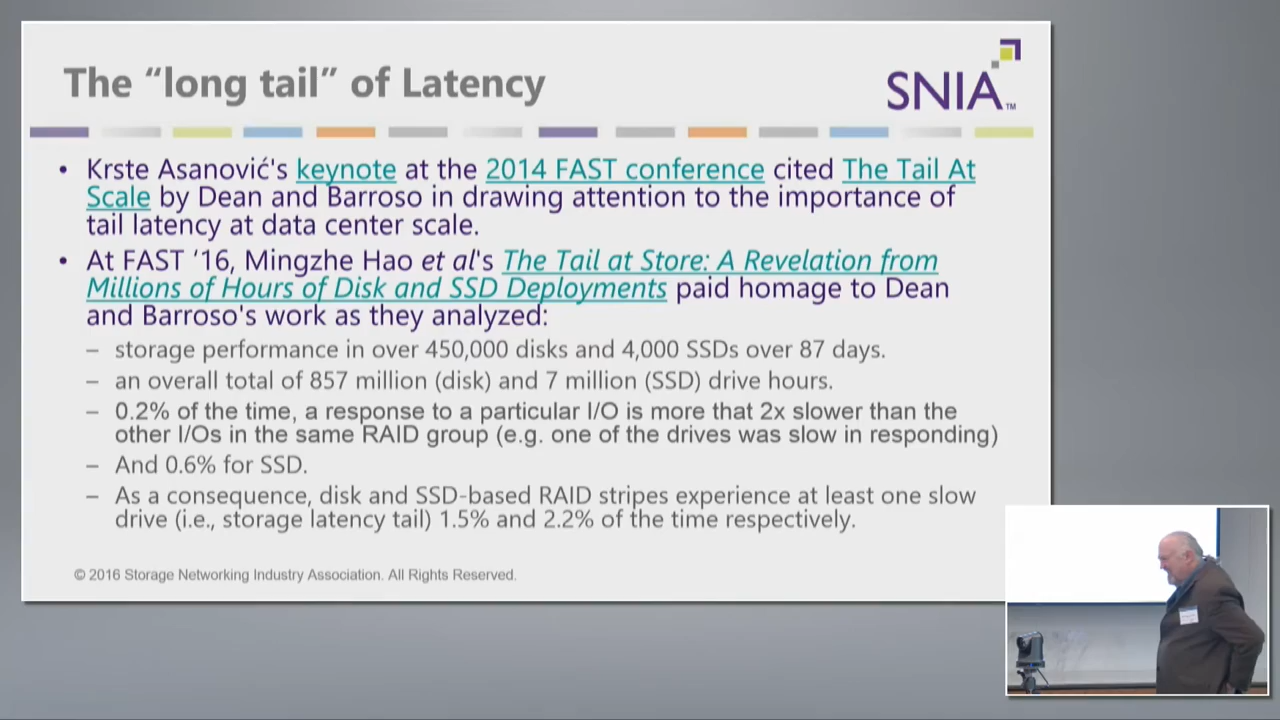 The “long tail” of Latency
SNIA™
• Krste Asanović's keynote at the 2014 FAST conference cited The Tail At
Scale by Dean and Barroso in drawing attention to the importance of
tail latency at data center scale.
• At FAST ’16, Mingzhe Hao et al's The Tail at Store: A Revelation from
Millions of Hours of Disk and SSD Deployments paid homage to Dean
and Barroso's work as they analyzed:
– storage performance in over 450,000 disks and 4,000 SSDs over 87 days.
– an overall total of 857 million (disk) and 7 million (SSD) drive hours.
– 0.2% of the time, a response to a particular I/O is more that 2x slower than the
other I/Os in the same RAID group (e.g. one of the drives was slow in responding)
– And 0.6% for SSD.
– As a consequence, disk and SSD-based RAID stripes experience at least one slow
drive (i.e., storage latency tail) 1.5% and 2.2% of the time respectively.
© 2016 Storage Networking Industry Association. All Rights Reserved.